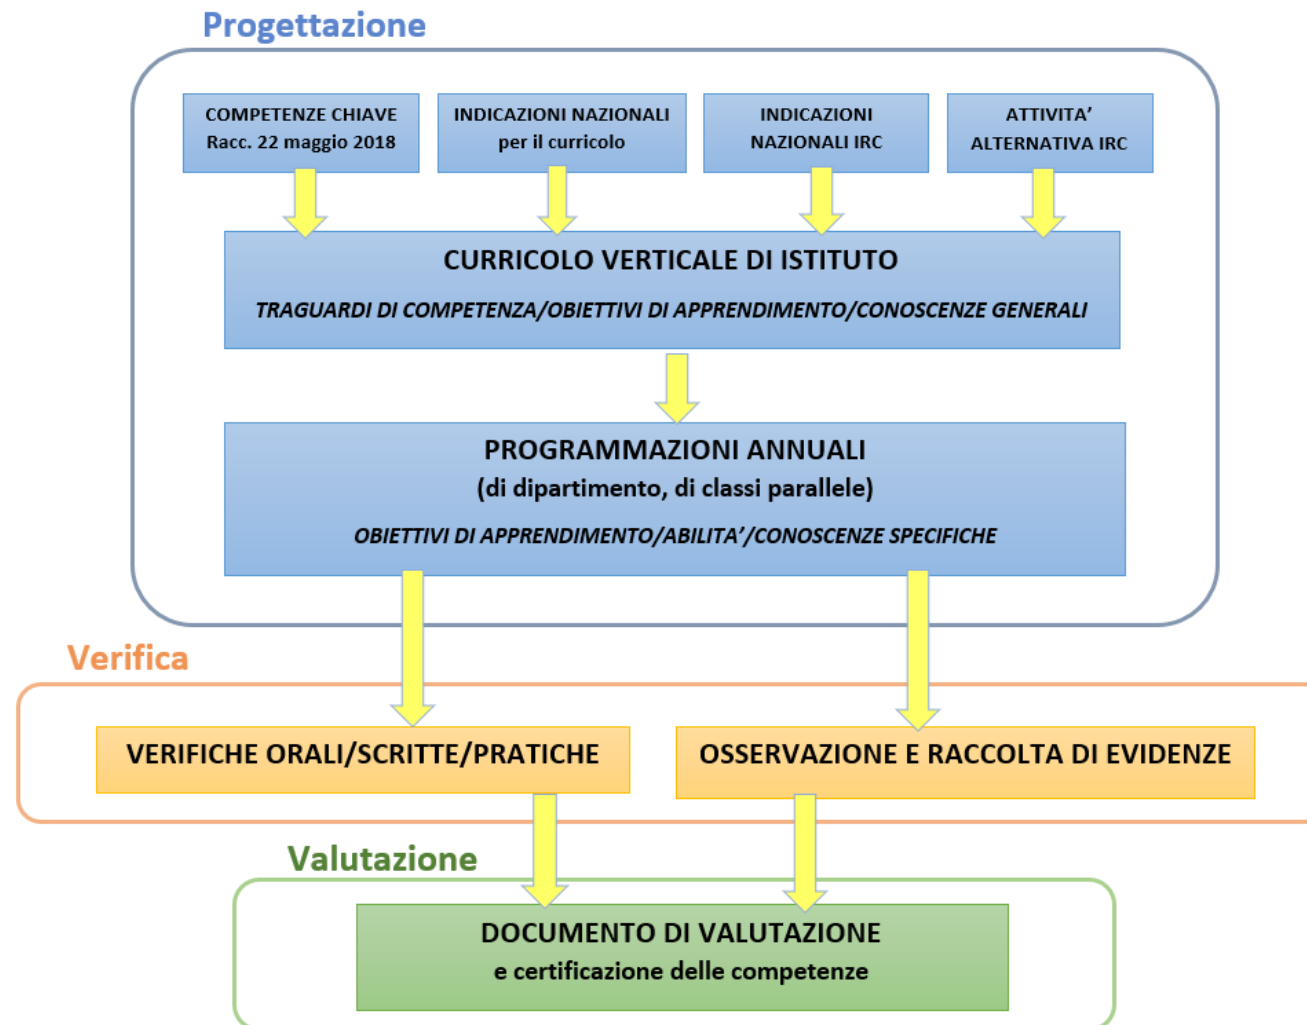 Progettazione
COMPETENZE CHIAVE
Racc. 22 maggio 2018
INDICAZIONI NAZIONALI
per il curricolo
INDICAZIONI
NAZIONALI IRC
ATTIVITA’
ALTERNATIVA IRC
CURRICOLO VERTICALE DI ISTITUTO
TRAGUARDI DI COMPETENZA/OBIETTIVI DI APPRENDIMENTO/CONOSCENZE GENERALI
PROGRAMMAZIONI ANNUALI
(di dipartimento, di classi parallele)
OBIETTIVI DI APPRENDIMENTO/ABILITA’/CONOSCENZE SPECIFICHE
Verifica
VERIFICHE ORALI/SCRITTE/PRATICHE
OSSERVAZIONE E RACCOLTA DI EVIDENZE
Valutazione
DOCUMENTO DI VALUTAZIONE
e certificazione delle competenze